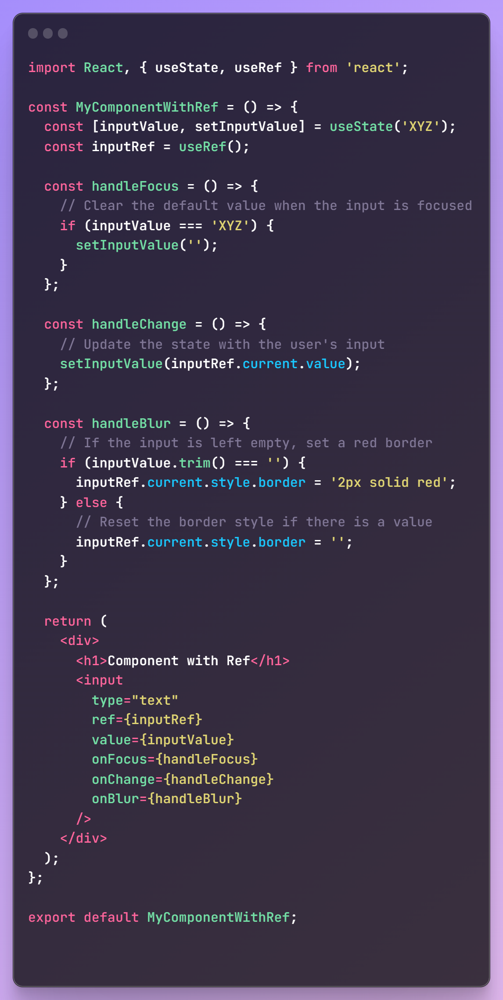 import React, { useState, useRef } from 'react';

const MyComponentWithRef = () => {
  const [inputValue, setInputValue] = useState('XYZ');
  const inputRef = useRef();

  const handleFocus = () => {
    // Clear the default value when the input is focused
    if (inputValue === 'XYZ') {
      setInputValue('');
    }
  };

  const handleChange = () => {
    // Update the state with the user's input
    setInputValue(inputRef.current.value);
  };

  const handleBlur = () => {
    // If the input is left empty, set a red border
    if (inputValue.trim() === '') {
      inputRef.current.style.border = '2px solid red';
    } else {
      // Reset the border style if there is a value
      inputRef.current.style.border = '';
    }
  };

  return (
    <div>
      <h1>Component with Ref</h1>
      <input
        type="text"
        ref={inputRef}
        value={inputValue}
        onFocus={handleFocus}
        onChange={handleChange}
        onBlur={handleBlur}
      />
    </div>
  );
};

export default MyComponentWithRef;